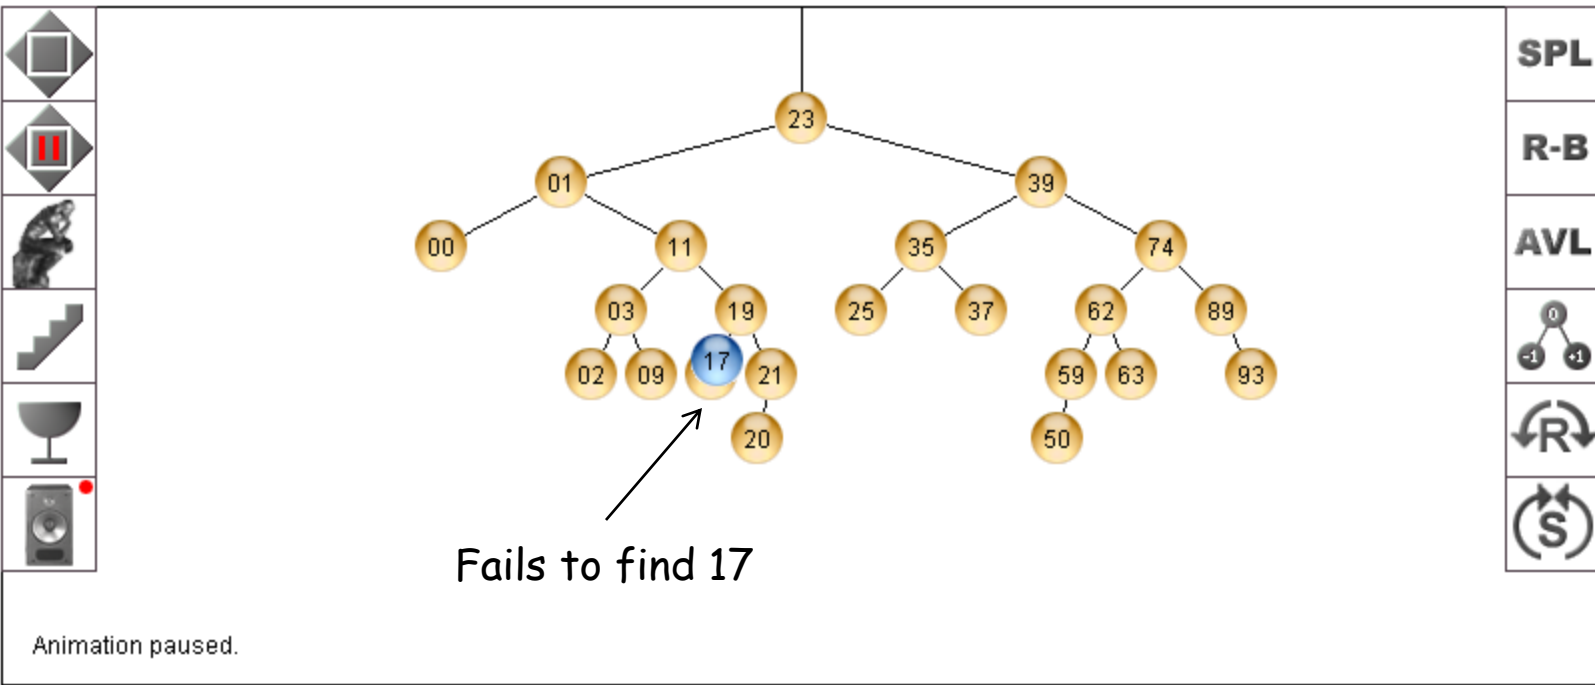 SPL
23
R-B
01 39
00 11 35 74
AVL
03 19 25 37 62 89
0
-1 +1
17
02 09 21 59 63 93
20 50
R
S
Fails to find 17
Animation paused.